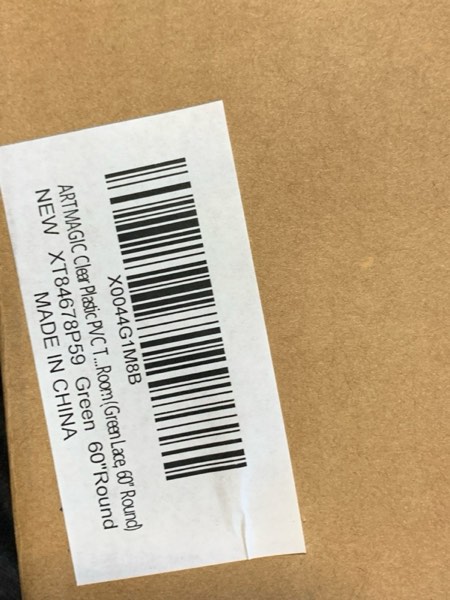 X0044G1M8B
ARTMAGIC Clear Plastic PVC T...Room (Green Lace, 60" Round)
NEW XT84678P59 Green 60"Round
MADE IN CHINA